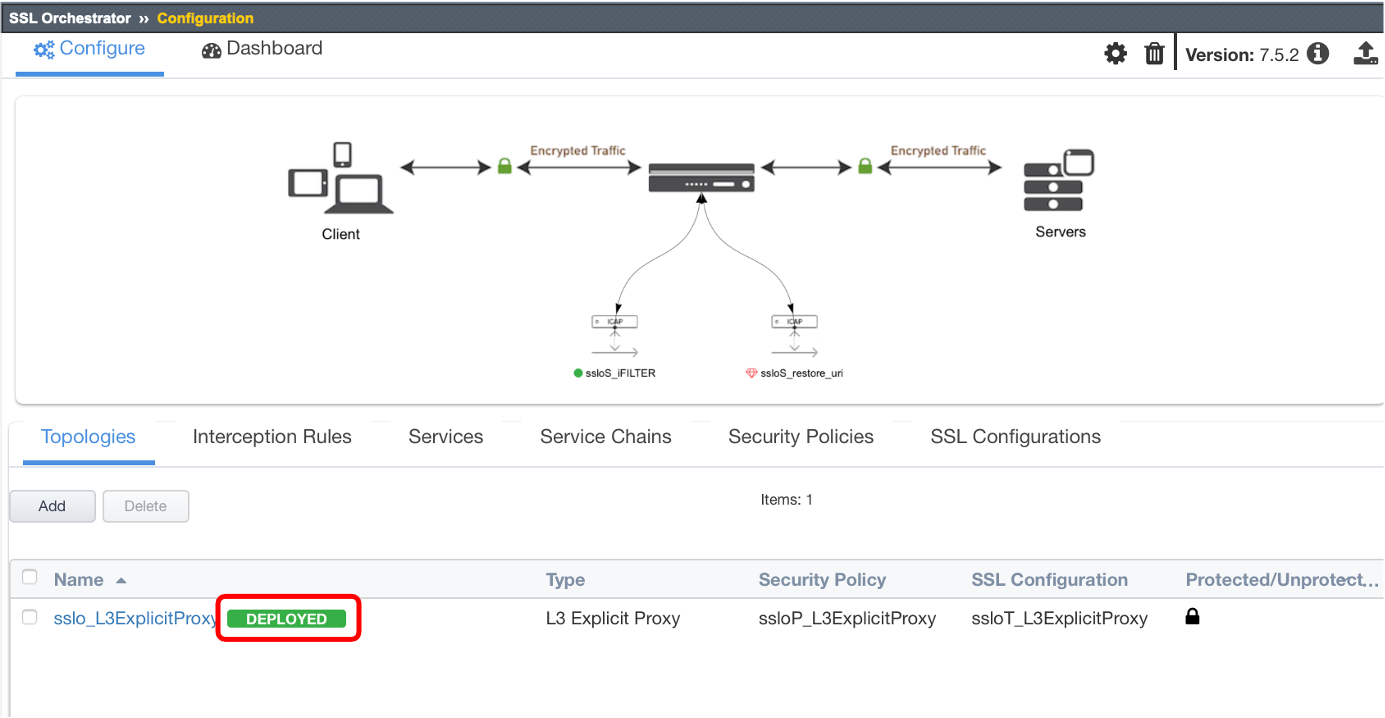 SSL Orchestrator ›› Configuration
Configure Dashboard Version: 7.5.2
Encrypted Traffic Encrypted Traffic
Client Servers
ICAP ICAP
ssloS_iFILTER ssloS_restore_uri
Topologies Interception Rules Services Service Chains Security Policies SSL Configurations
Add Delete Items: 1
Name Type Security Policy SSL Configuration Protected/Unprotect...
sslo_L3ExplicitProxy DEPLOYED L3 Explicit Proxy ssloP_L3ExplicitProxy ssloT_L3ExplicitProxy